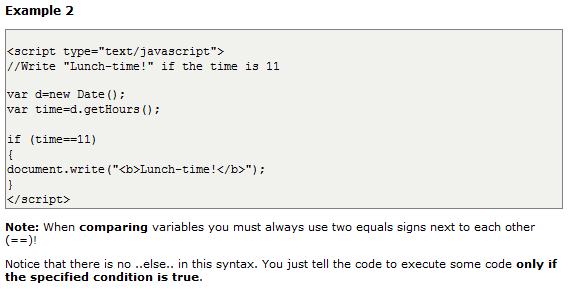 Example 2
<script type="text/javascript">
//Write "Lunch-time!" if the time is 11
var d=new Date();
var time=d.getHours();
if (time==11)
{
document.write("<b>Lunch-time!</b>");
}
</script>
Note: When comparing variables you must always use two equals signs next to each other
(==)!
Notice that there is no ..else.. in this syntax. You just tell the code to execute some code only if
the specified condition is true.